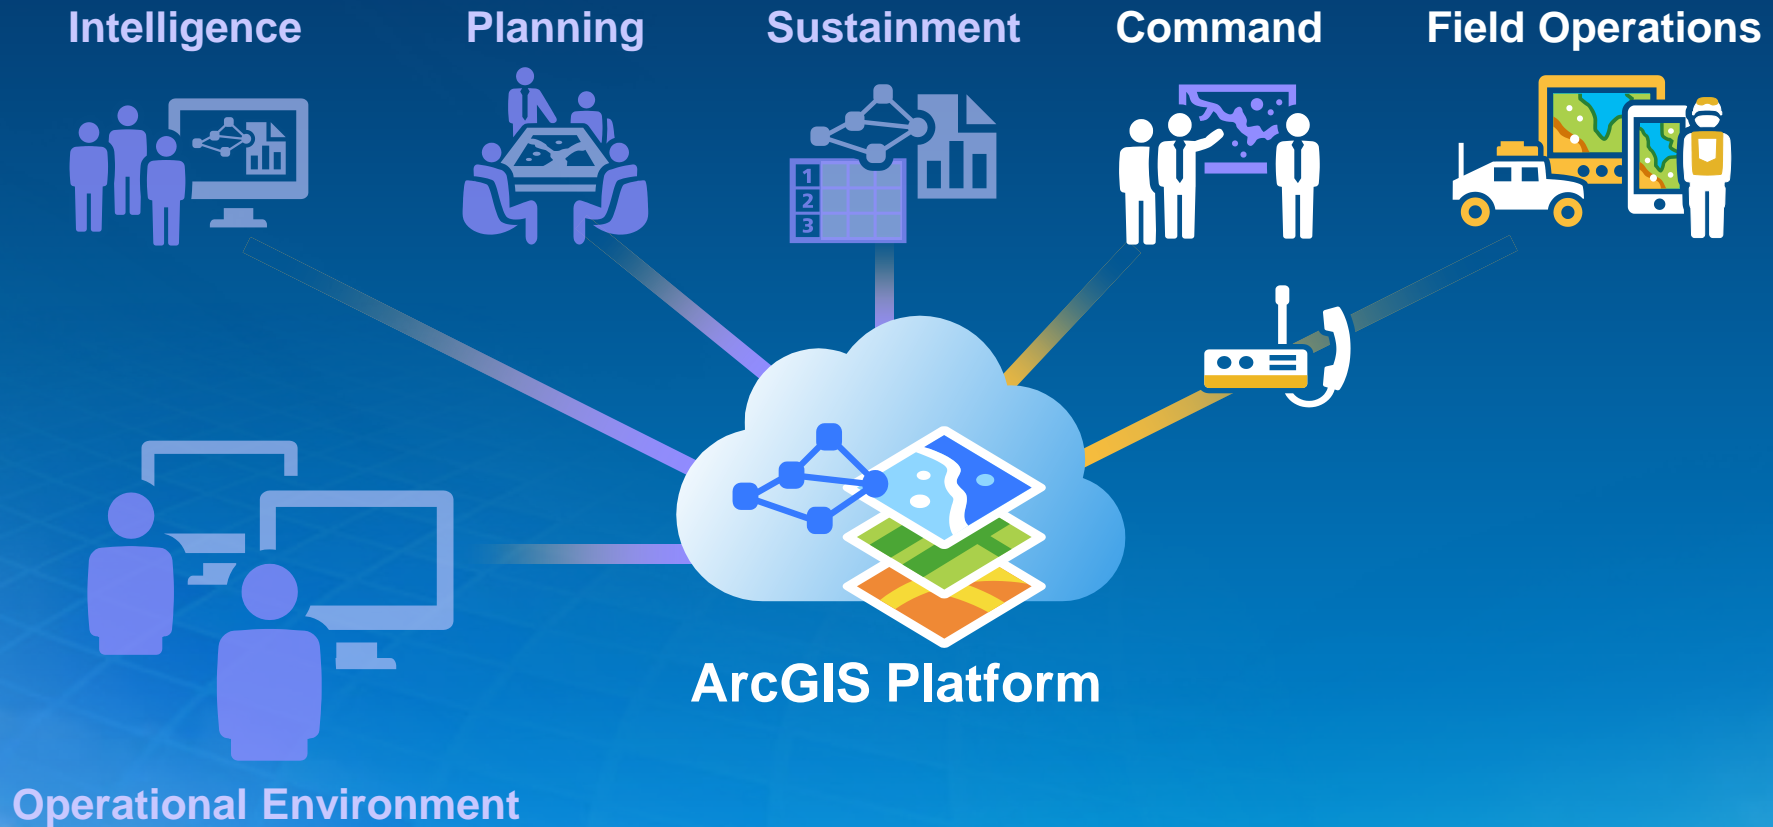 Intelligence
Planning
Sustainment
Command
Field Operations
1
2
3
ArcGIS Platform
Operational Environment